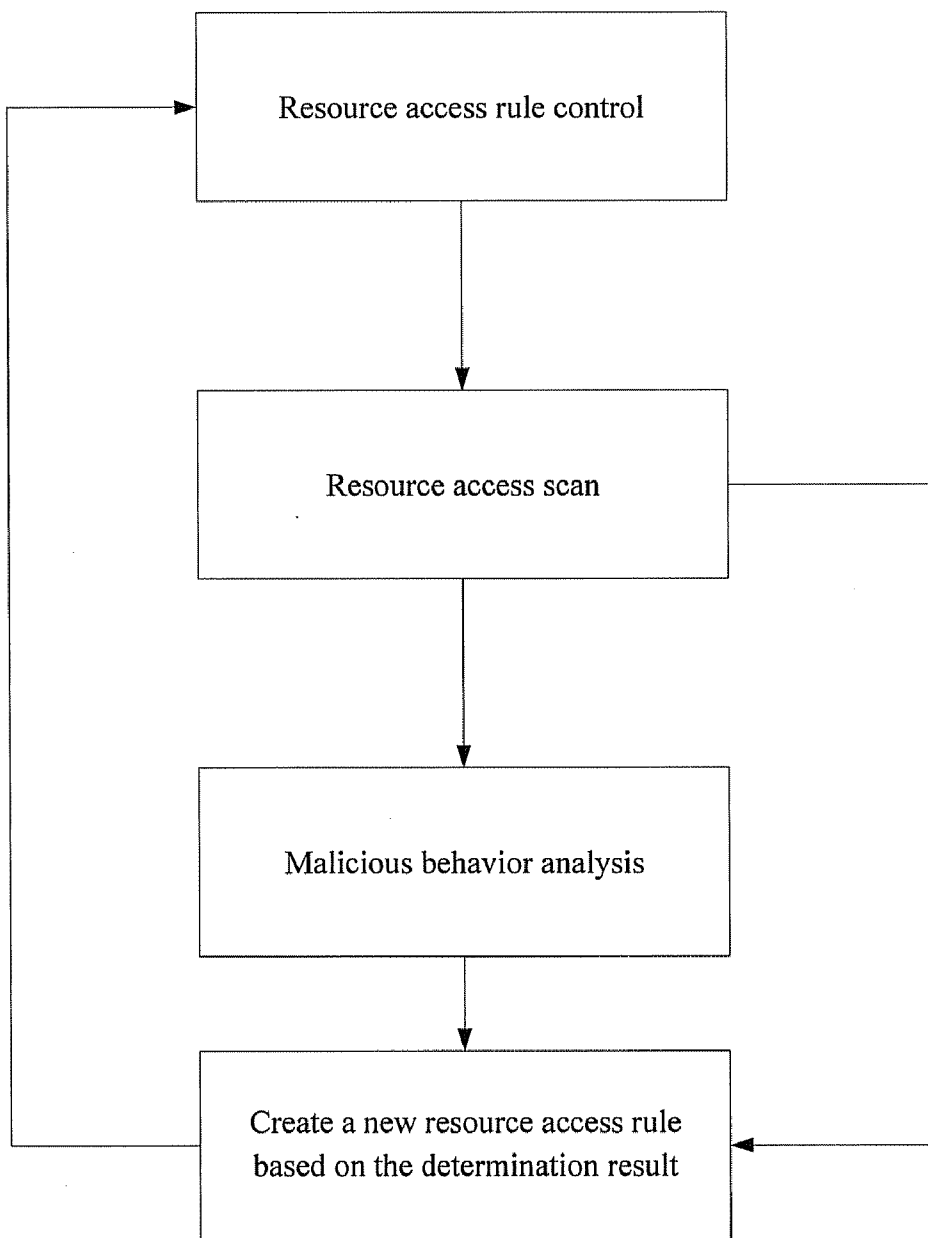 Resource access rule control
Resource access scan
Malicious behavior analysis
Create a new resource access rule
based on the determination result